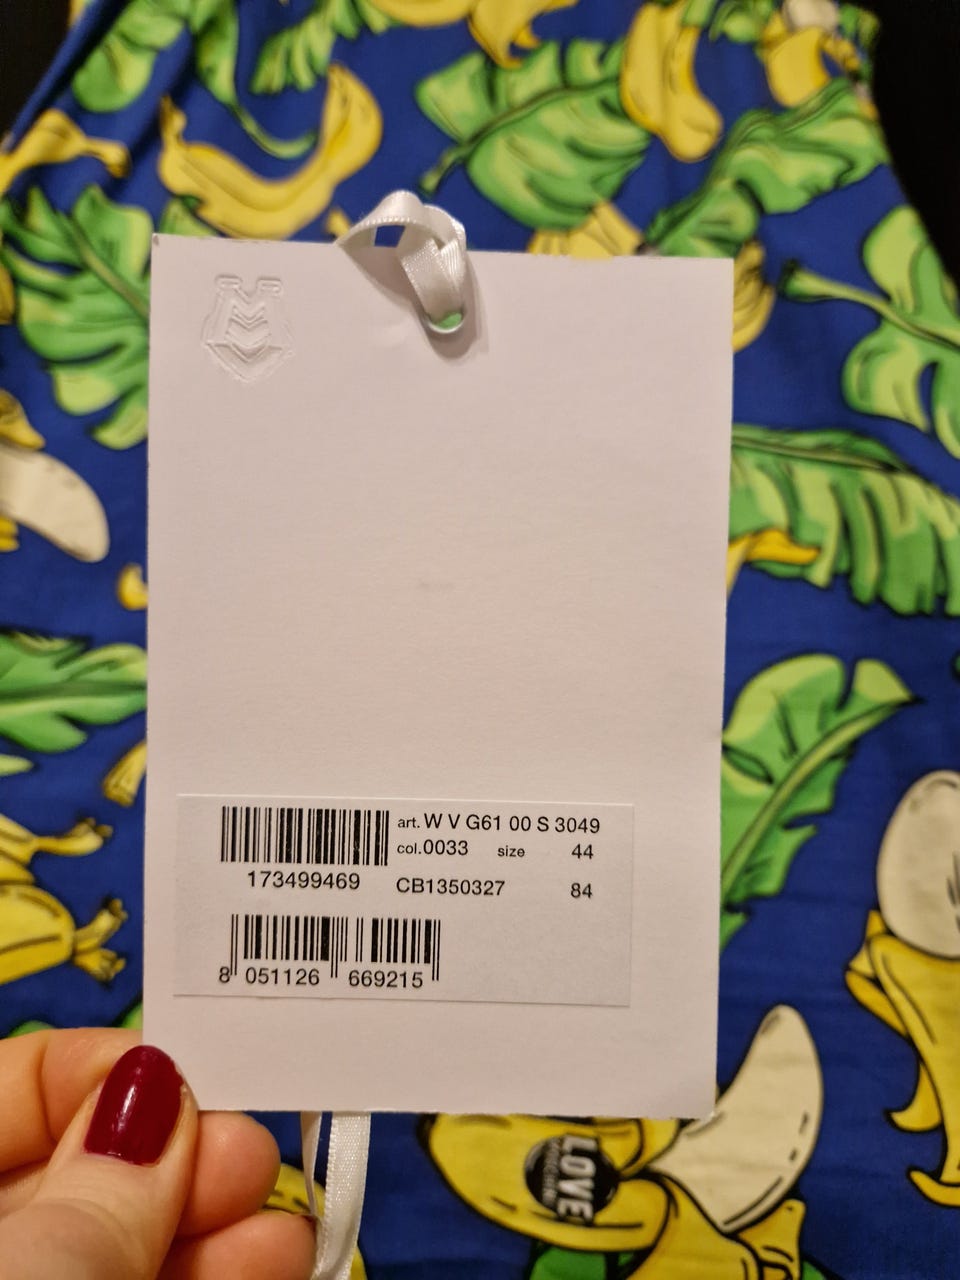 art. W V G61 00 S 3049
col. 0033 size 44
173499469 CB1350327 84
8 051126 669215
LOVE